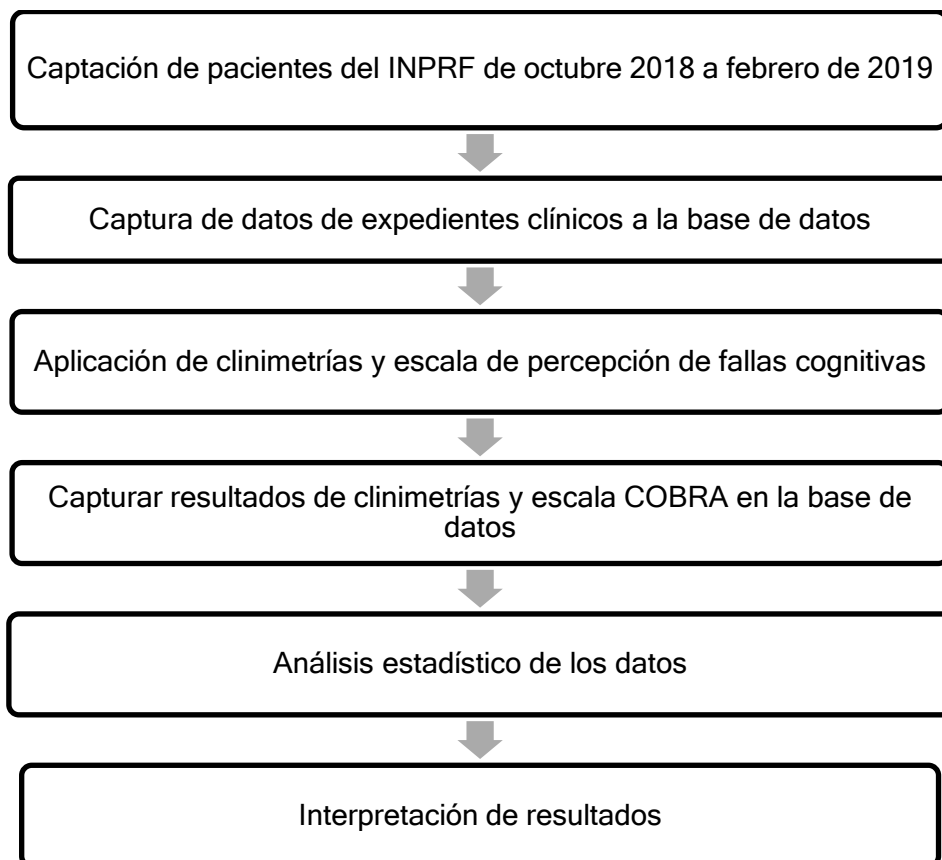 Captación de pacientes del INPRF de octubre 2018 a febrero de 2019
Captura de datos de expedientes clínicos a la base de datos
Aplicación de clinimetrías y escala de percepción de fallas cognitivas
Capturar resultados de clinimetrías y escala COBRA en la base de
datos
Análisis estadístico de los datos
Interpretación de resultados